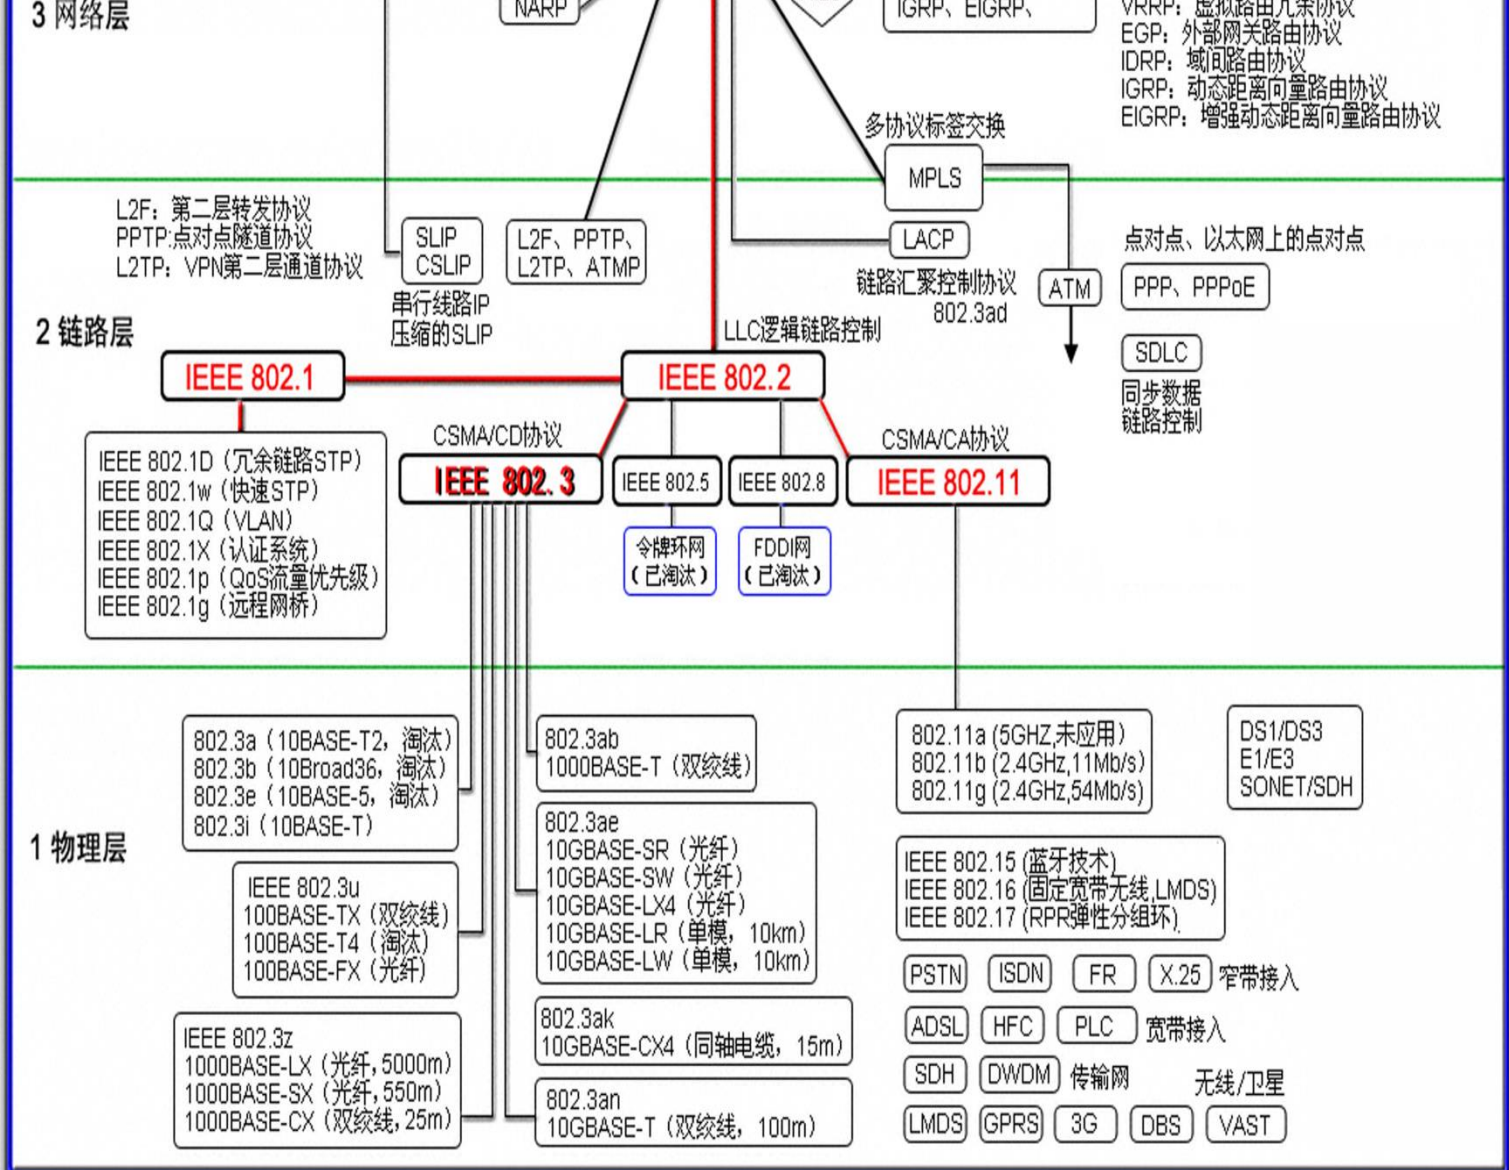 3 网络层
NARP
IGRP、EIGRP、
VRRP：虚拟路由冗余协议
EGP：外部网关路由协议
IDRP：域间路由协议
IGRP：动态距离向量路由协议
EIGRP：增强动态距离向量路由协议
多协议标签交换
MPLS
L2F：第二层转发协议
PPTP:点对点隧道协议
L2TP：VPN第二层通道协议
SLIP
CSLIP
串行线路IP
压缩的SLIP
L2F、PPTP、
L2TP、ATMP
LACP
链路汇聚控制协议
802.3ad
ATM
点对点、以太网上的点对点
PPP、PPPoE
SDLC
同步数据
链路控制
2 链路层
LLC逻辑链路控制
IEEE 802.1
IEEE 802.2
IEEE 802.1D（冗余链路STP）
IEEE 802.1w（快速STP）
IEEE 802.1Q（VLAN）
IEEE 802.1X（认证系统）
IEEE 802.1p（QoS流量优先级）
IEEE 802.1g（远程网桥）
CSMA/CD协议
IEEE 802.3
IEEE 802.5
IEEE 802.8
CSMA/CA协议
IEEE 802.11
令牌环网
（已淘汰）
FDDI网
（已淘汰）
1 物理层
802.3a（10BASE-T2，淘汰）
802.3b（10Broad36，淘汰）
802.3e（10BASE-5，淘汰）
802.3i（10BASE-T）
IEEE 802.3u
100BASE-TX（双绞线）
100BASE-T4（淘汰）
100BASE-FX（光纤）
IEEE 802.3z
1000BASE-LX（光纤,5000m）
1000BASE-SX（光纤,550m）
1000BASE-CX（双绞线,25m）
802.3ab
1000BASE-T（双绞线）
802.3ae
10GBASE-SR（光纤）
10GBASE-SW（光纤）
10GBASE-LX4（光纤）
10GBASE-LR（单模，10km）
10GBASE-LW（单模，10km）
802.3ak
10GBASE-CX4（同轴电缆，15m）
802.3an
10GBASE-T（双绞线，100m）
802.11a (5GHZ,未应用）
802.11b (2.4GHz,11Mb/s)
802.11g (2.4GHz,54Mb/s)
DS1/DS3
E1/E3
SONET/SDH
IEEE 802.15 (蓝牙技术)
IEEE 802.16 (固定宽带无线,LMDS)
IEEE 802.17 (RPR弹性分组环)
PSTN ISDN FR X.25 窄带接入
ADSL HFC PLC 宽带接入
SDH DWDM 传输网 无线/卫星
LMDS GPRS 3G DBS VAST